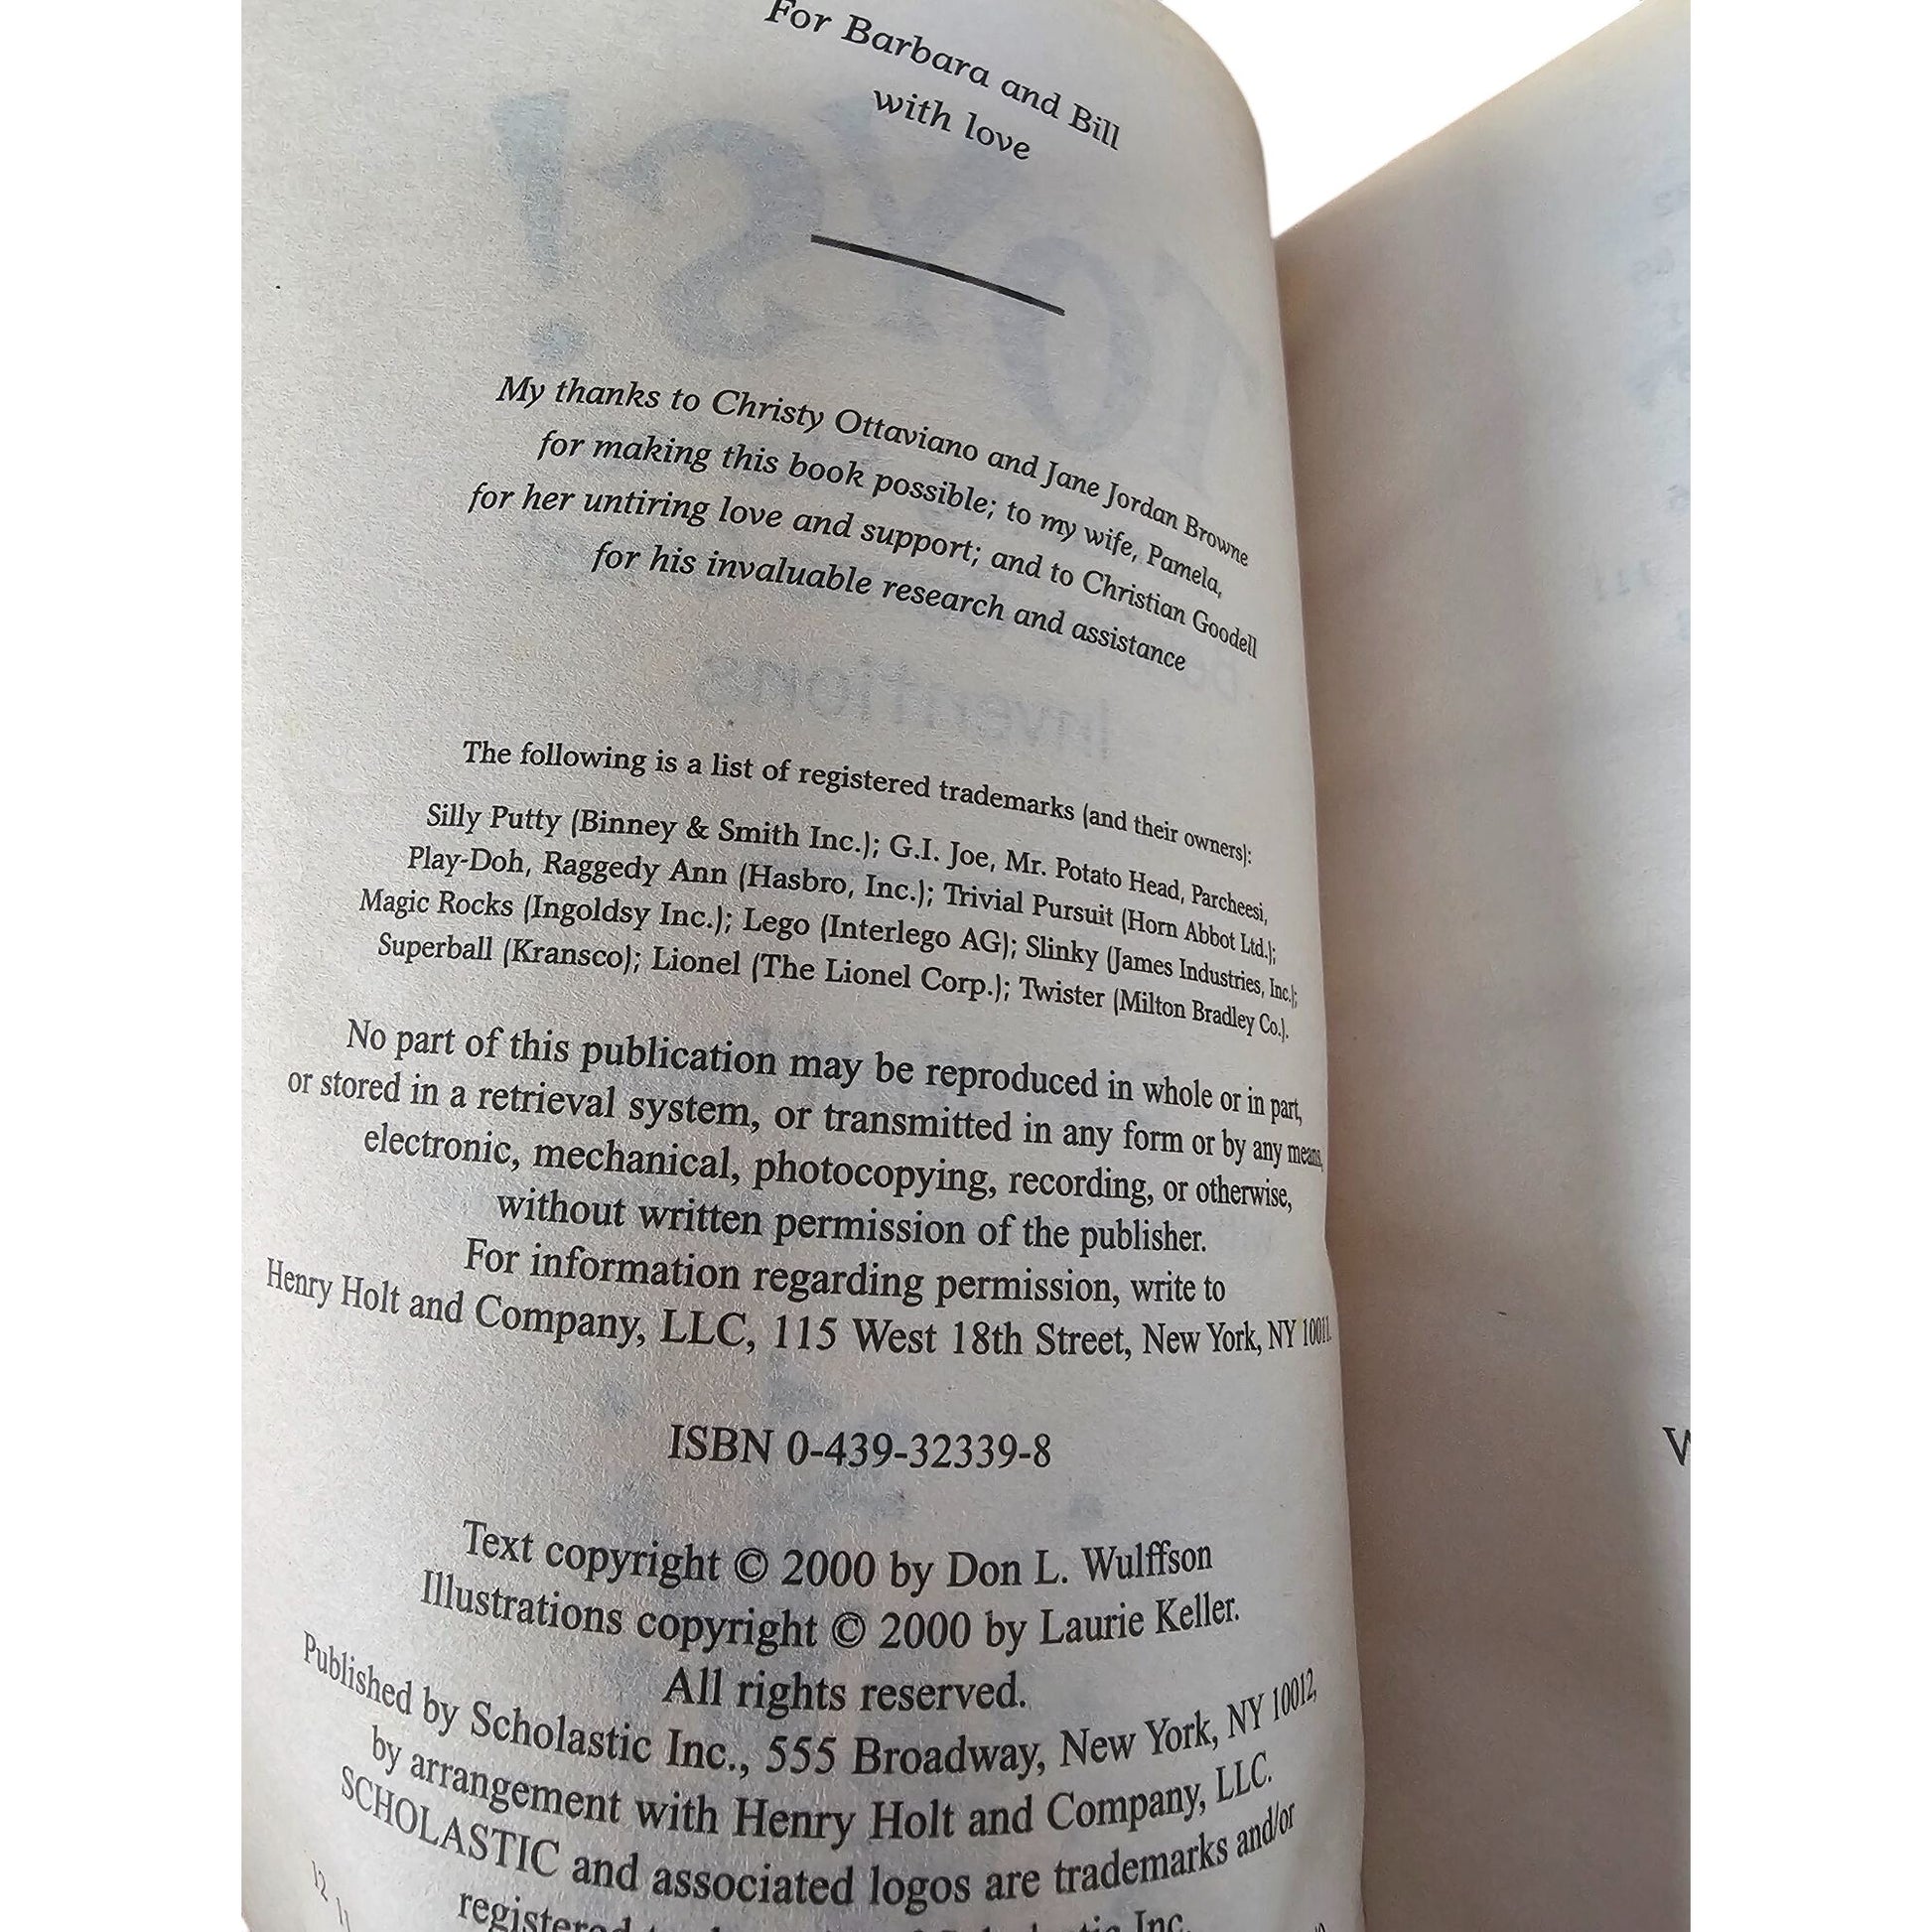 For Barbara and Bill
with love
My thanks to Christy Ottaviano and Jane Jordan Browne
for making this book possible; to my wife, Pamela,
for her untiring love and support; and to Christian Goodell
for his invaluable research and assistance
The following is a list of registered trademarks (and their owners):
Silly Putty (Binney & Smith Inc.); G.I. Joe, Mr. Potato Head, Parcheesi,
Play-Doh, Raggedy Ann (Hasbro, Inc.); Trivial Pursuit (Horn Abbot Ltd.);
Magic Rocks (Ingoldsy Inc.); Lego (Interlego AG); Slinky (James Industries, Inc.);
Superball (Kransco); Lionel (The Lionel Corp.); Twister (Milton Bradley Co.).
No part of this publication may be reproduced in whole or in part,
or stored in a retrieval system, or transmitted in any form or by any means,
electronic, mechanical, photocopying, recording, or otherwise,
without written permission of the publisher.
For information regarding permission, write to
Henry Holt and Company, LLC, 115 West 18th Street, New York, NY 10011.
ISBN 0-439-32339-8
Text copyright © 2000 by Don L. Wulffson
Illustrations copyright © 2000 by Laurie Keller.
All rights reserved.
Published by Scholastic Inc., 555 Broadway, New York, NY 10012,
by arrangement with Henry Holt and Company, LLC.
SCHOLASTIC and associated logos are trademarks and/or
registered Inc.
12 11